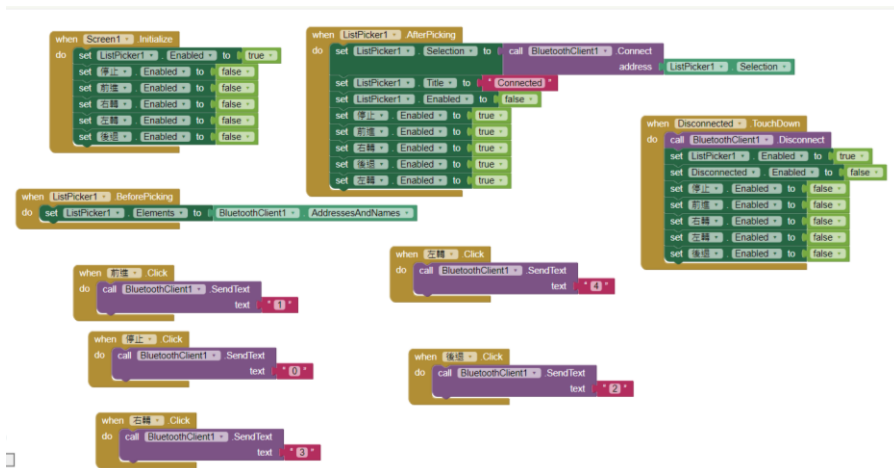 when Screen1 .Initialize
do set ListPicker1 . Enabled to true
set 停止 . Enabled to false
set 前進 . Enabled to false
set 右轉 . Enabled to false
set 左轉 . Enabled to false
set 後退 . Enabled to false
when ListPicker1 .AfterPicking
do set ListPicker1 . Selection to call BluetoothClient1 .Connect
address ListPicker1 . Selection
set ListPicker1 . Title to " Connected "
set ListPicker1 . Enabled to false
set 停止 . Enabled to true
set 前進 . Enabled to true
set 右轉 . Enabled to true
set 後退 . Enabled to true
set 左轉 . Enabled to true
when Disconnected .TouchDown
do call BluetoothClient1 .Disconnect
set ListPicker1 . Enabled to true
set Disconnected . Enabled to false
set 停止 . Enabled to false
set 前進 . Enabled to false
set 右轉 . Enabled to false
set 左轉 . Enabled to false
set 後退 . Enabled to false
when ListPicker1 .BeforePicking
do set ListPicker1 . Elements to BluetoothClient1 . AddressesAndNames
when 前進 .Click
do call BluetoothClient1 .SendText
text " 1 "
when 左轉 .Click
do call BluetoothClient1 .SendText
text " 4 "
when 停止 .Click
do call BluetoothClient1 .SendText
text " 0 "
when 後退 .Click
do call BluetoothClient1 .SendText
text " 2 "
when 右轉 .Click
do call BluetoothClient1 .SendText
text " 3 "